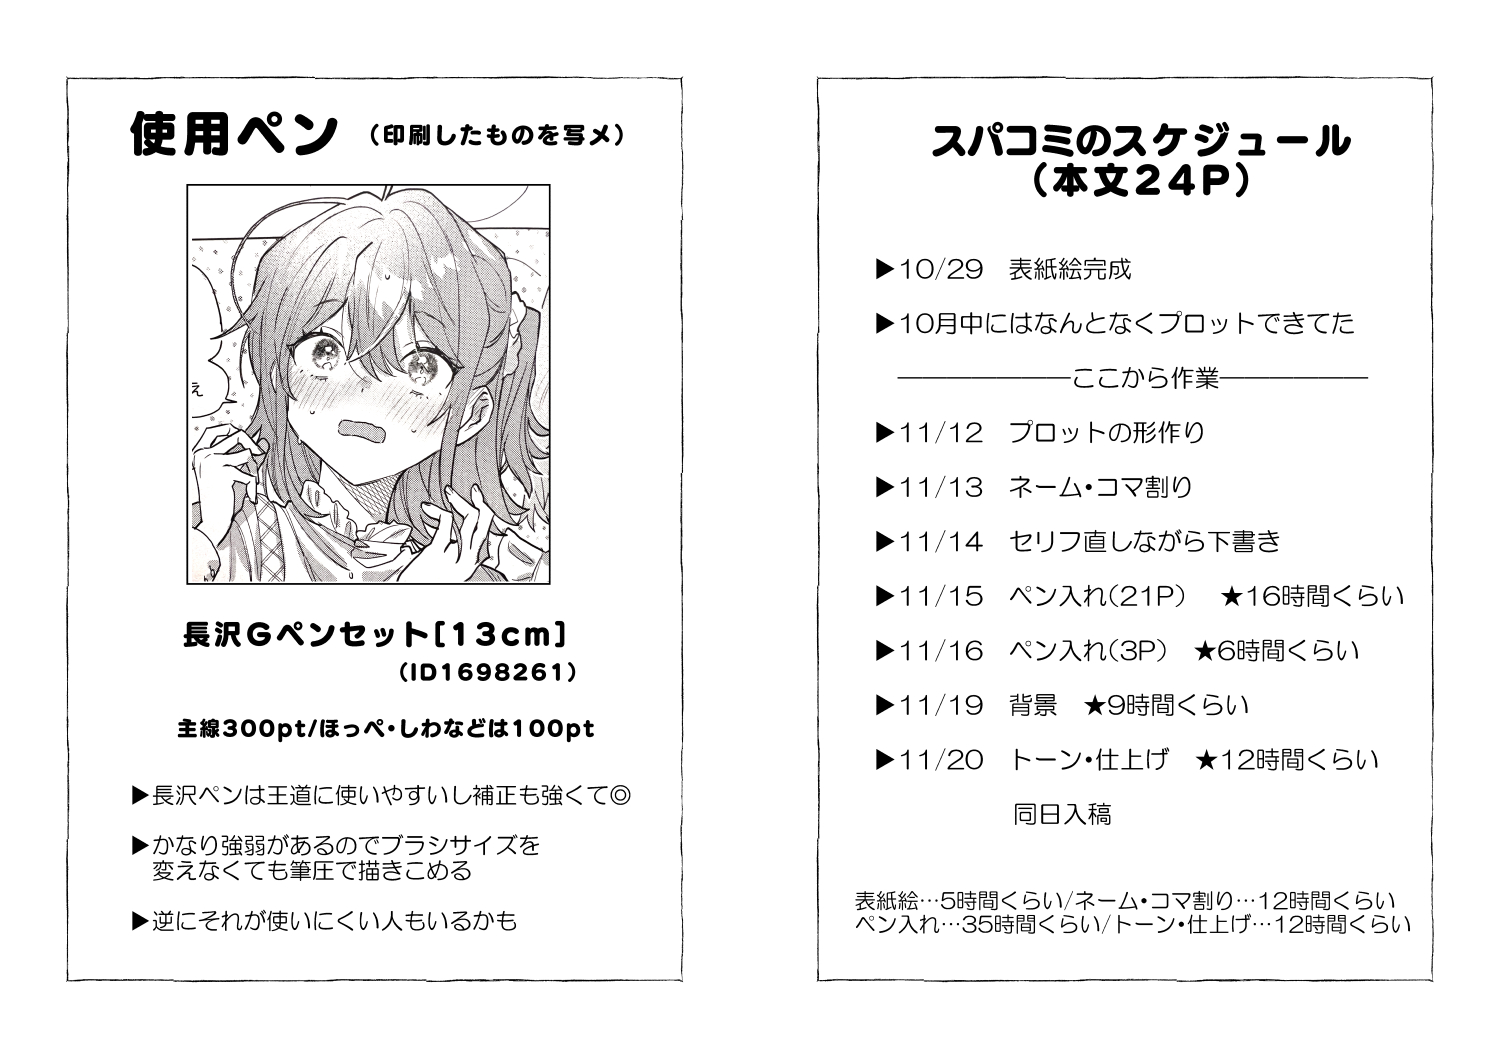 使用ペン（印刷したものを写メ）
え
長沢Gペンセット[13cm]
（ID1698261）
主線300pt/ほっぺ・しわなどは100pt
▶長沢ペンは王道に使いやすいし補正も強くて◎
▶かなり強弱があるのでブラシサイズを
変えなくても筆圧で描きこめる
▶逆にそれが使いにくい人もいるかも
スパコミのスケジュール
（本文24P）
▶10/29　表紙絵完成
▶10月中にはなんとなくプロットできてた
―――――――ここから作業――――――
▶11/12　プロットの形作り
▶11/13　ネーム・コマ割り
▶11/14　セリフ直しながら下書き
▶11/15　ペン入れ（21P）　★16時間くらい
▶11/16　ペン入れ（3P）　★6時間くらい
▶11/19　背景　★9時間くらい
▶11/20　トーン・仕上げ　★12時間くらい
同日入稿
表紙絵…5時間くらい/ネーム・コマ割り…12時間くらい
ペン入れ…35時間くらい/トーン・仕上げ…12時間くらい